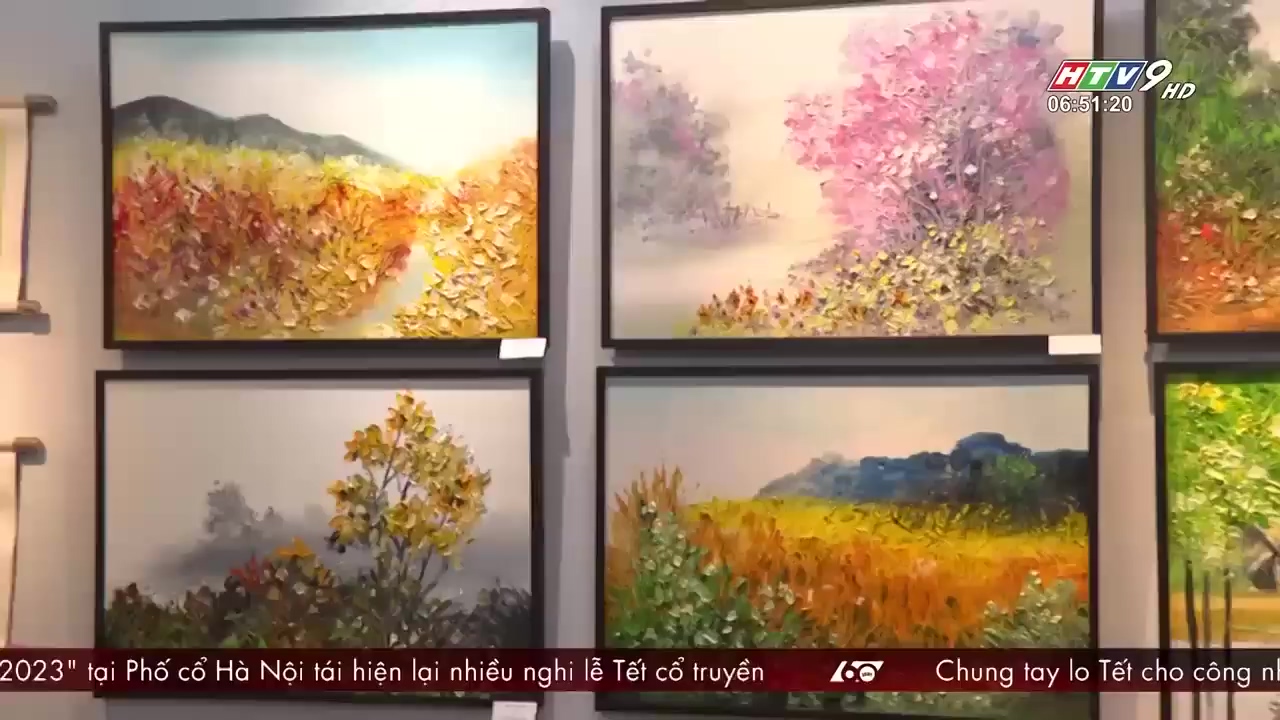 HTV9 HD
06:51:20
2023" tại Phố cổ Hà Nội tái hiện lại nhiều nghi lễ Tết cổ truyền
60 Chung tay lo Tết cho công